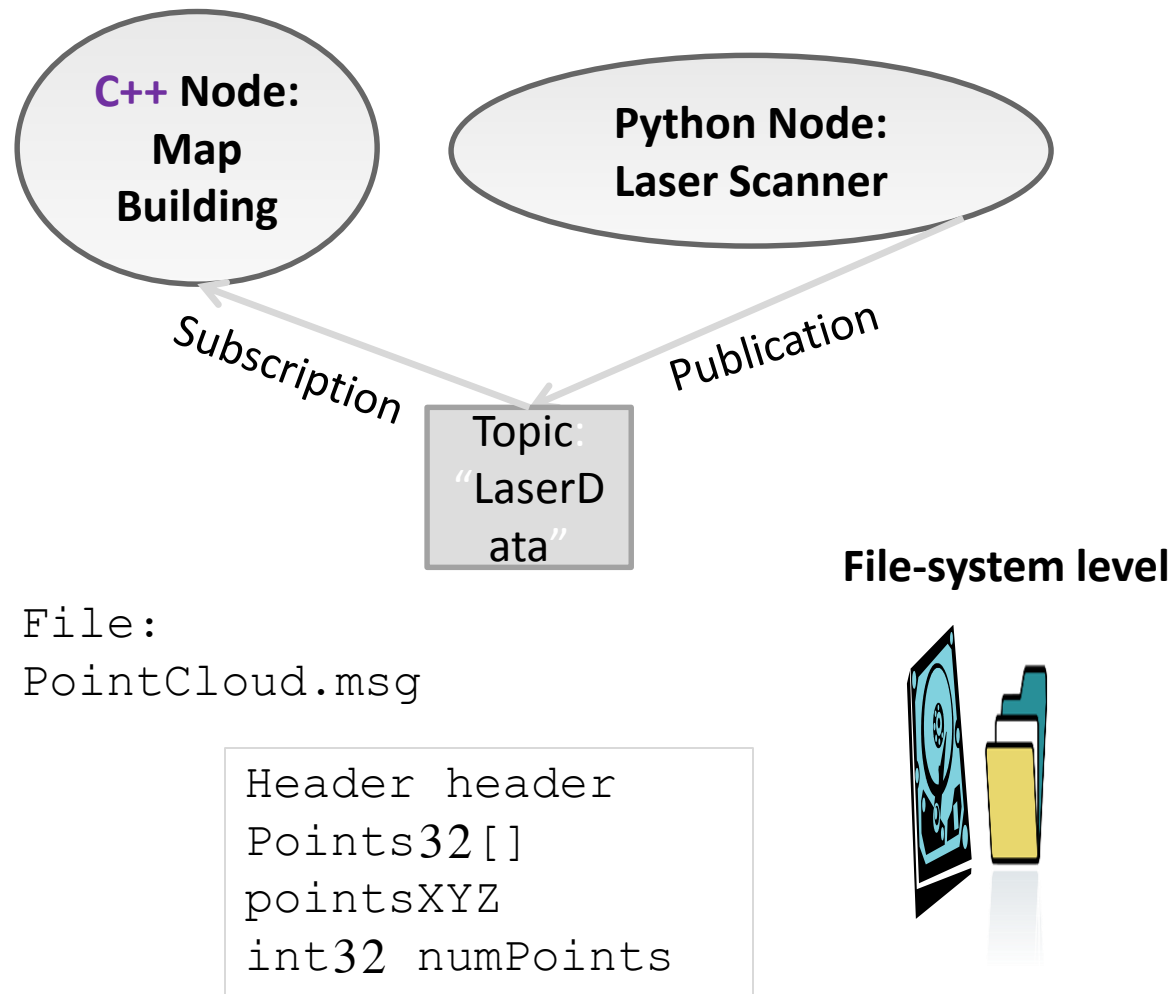 C++ Node:
Map
Building
Python Node:
Laser Scanner
Subscription
Publication
Topic:
“LaserD
ata”
File-system level
File:
PointCloud.msg
Header header
Points32[]
pointsXYZ
int32 numPoints